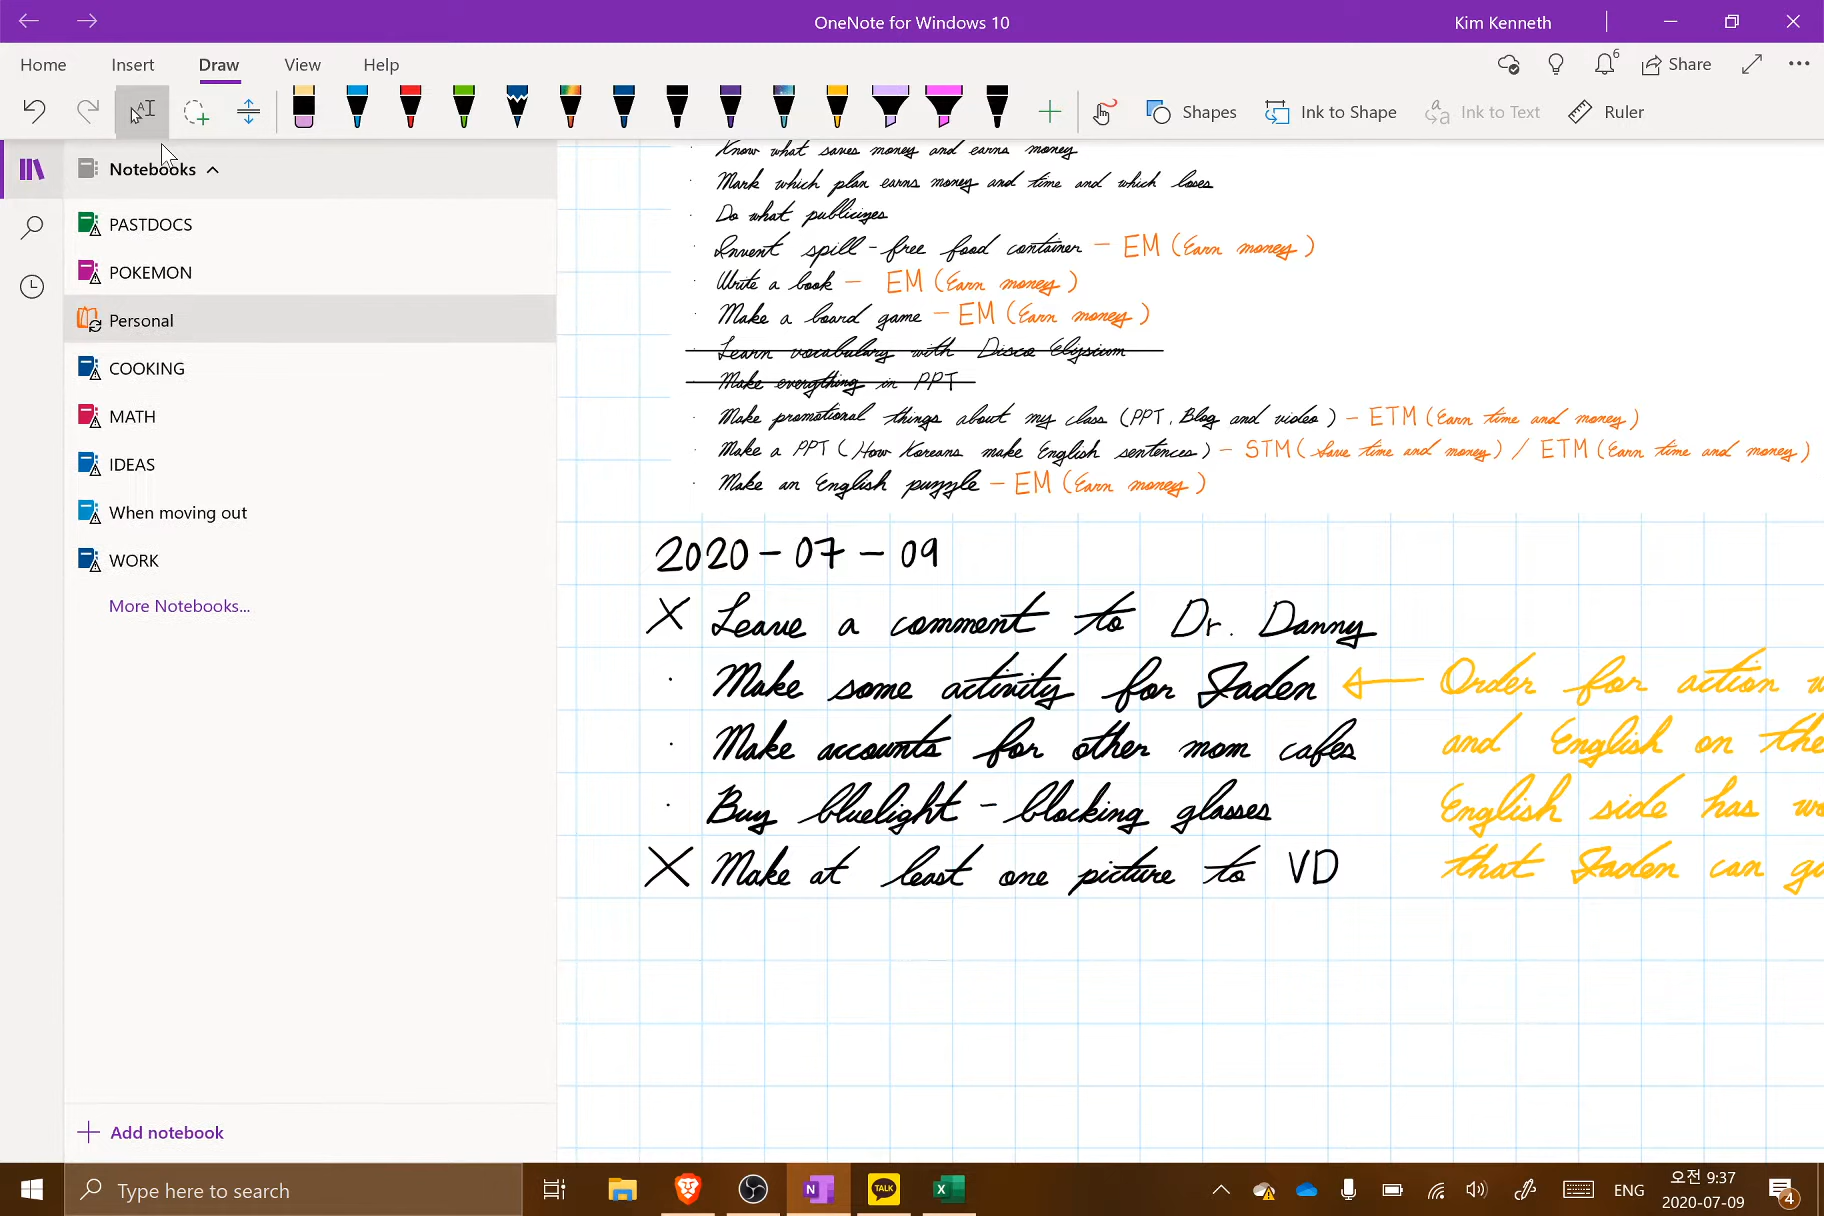 OneNote for Windows 10
Kim Kenneth
Home
Insert
Draw
View
Help
6
Share
Shapes
Ink to Shape
Ink to Text
Ruler
Notebooks
PASTDOCS
POKEMON
Personal
COOKING
MATH
IDEAS
When moving out
WORK
More Notebooks...
Add notebook
· Know what saves money and earns money
· Mark which plan earns money and time and which loses
· Do what publicizes
· Invent spill-free food container - EM (Earn money)
· Write a book - EM (Earn money)
· Make a board game - EM (Earn money)
· Learn vocabulary with Disco Elysium
· Make everything in PPT
· Make promotional things about my class (PPT, Blog and video) - ETM (Earn time and money)
· Make a PPT (How Koreans make English sentences) - STM (Save time and money) / ETM (Earn time and money)
· Make an English puzzle - EM (Earn money)
2020-07-09
X Leave a comment to Dr. Danny
· Make some activity for Jaden ← Order for action
· Make accounts for other mom cafes
and English on the
· Buy bluelight-blocking glasses
English side has
X Make at least one picture to VD
that Jaden can
Type here to search
N
TALK
X
ENG
오전 9:37
2020-07-09
4